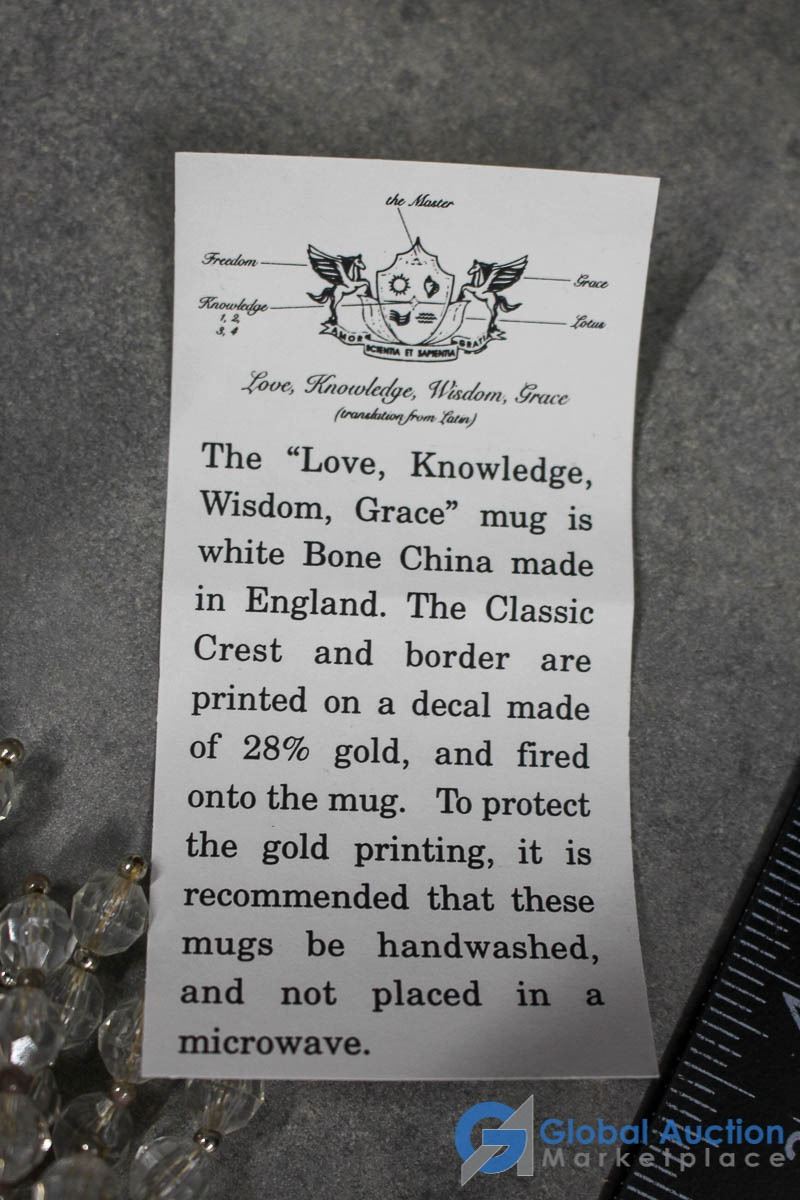 the Master
Freedom
Grace
Knowledge
1, 2,
3, 4
Lotus
AMOR
SCIENTIA ET SAPIENTIA
GRATIA
Love, Knowledge, Wisdom, Grace
(translation from Latin)
The “Love, Knowledge,
Wisdom, Grace” mug is
white Bone China made
in England. The Classic
Crest and border are
printed on a decal made
of 28% gold, and fired
onto the mug. To protect
the gold printing, it is
recommended that these
mugs be handwashed,
and not placed in a
microwave.
Global Auction
Marketplace